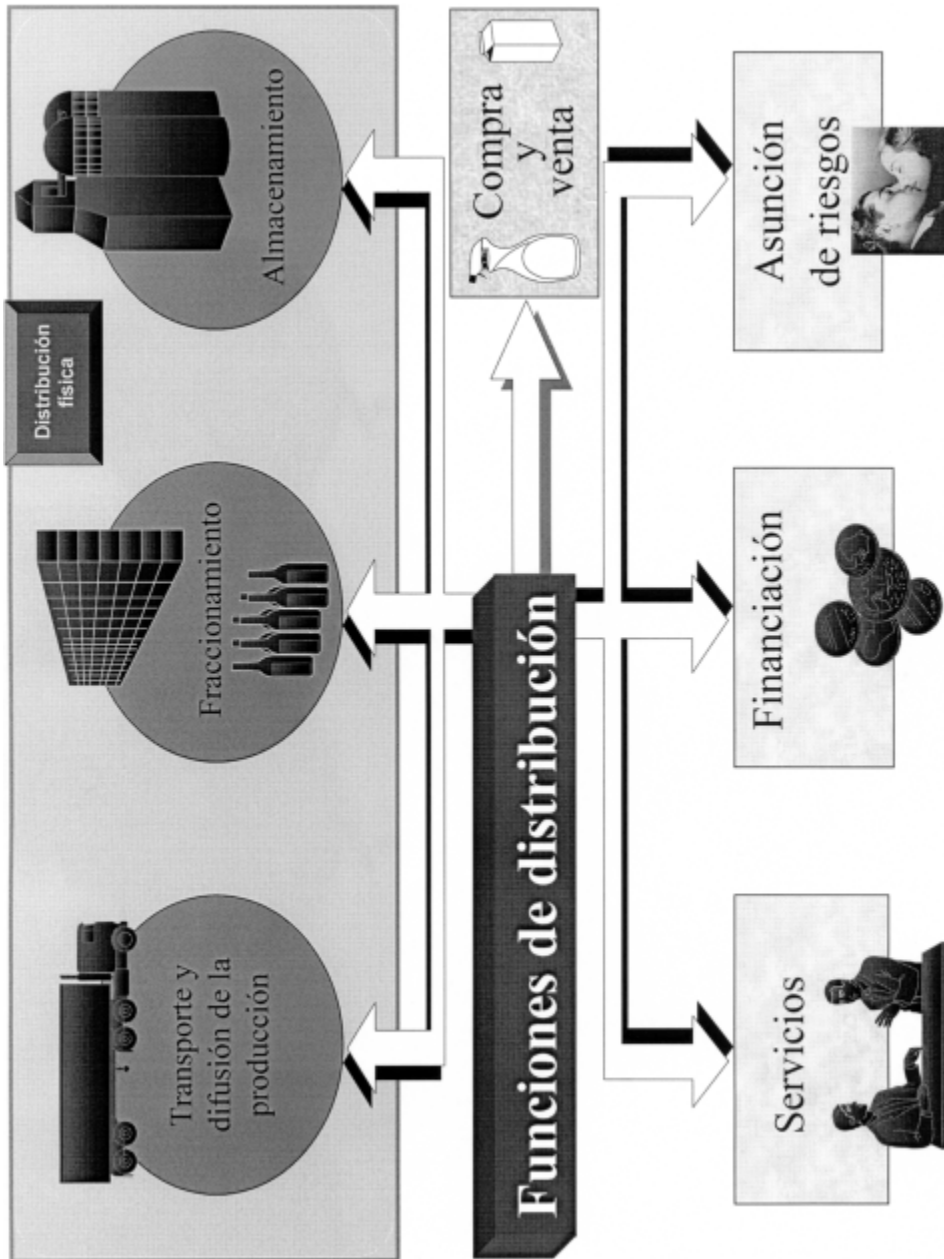 Distribución
física
Transporte y
difusión de la
producción
Fraccionamiento
Almacenamiento
Funciones de distribución
Compra
y
venta
Servicios
Financiación
Asunción
de riesgos